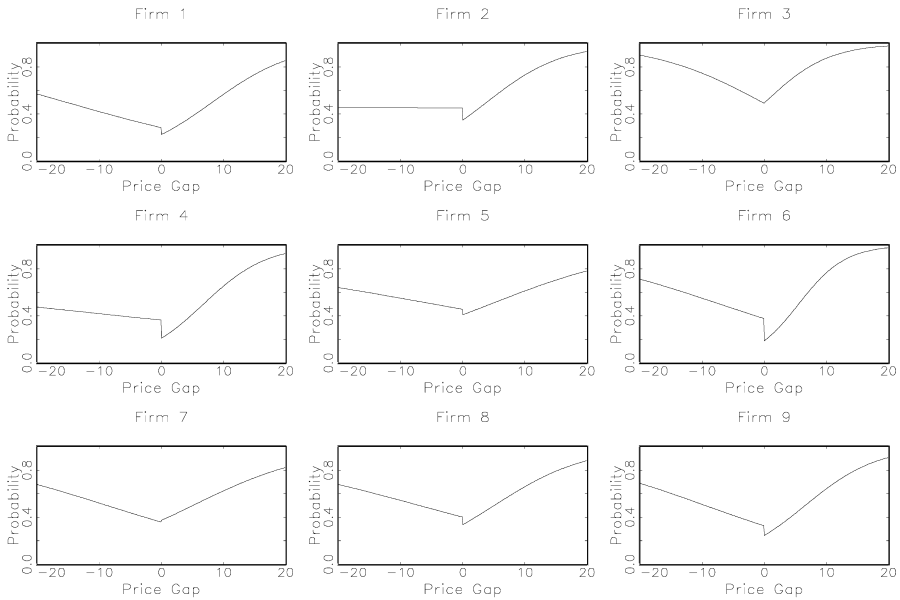 Firm 1 Firm 2 Firm 3
Probability 0.0 0.4 0.8 Probability 0.0 0.4 0.8 Probability 0.0 0.4 0.8
-20 -10 0 10 20 -20 -10 0 10 20 -20 -10 0 10 20
Price Gap Price Gap Price Gap
Firm 4 Firm 5 Firm 6
Probability 0.0 0.4 0.8 Probability 0.0 0.4 0.8 Probability 0.0 0.4 0.8
-20 -10 0 10 20 -20 -10 0 10 20 -20 -10 0 10 20
Price Gap Price Gap Price Gap
Firm 7 Firm 8 Firm 9
Probability 0.0 0.4 0.8 Probability 0.0 0.4 0.8 Probability 0.0 0.4 0.8
-20 -10 0 10 20 -20 -10 0 10 20 -20 -10 0 10 20
Price Gap Price Gap Price Gap